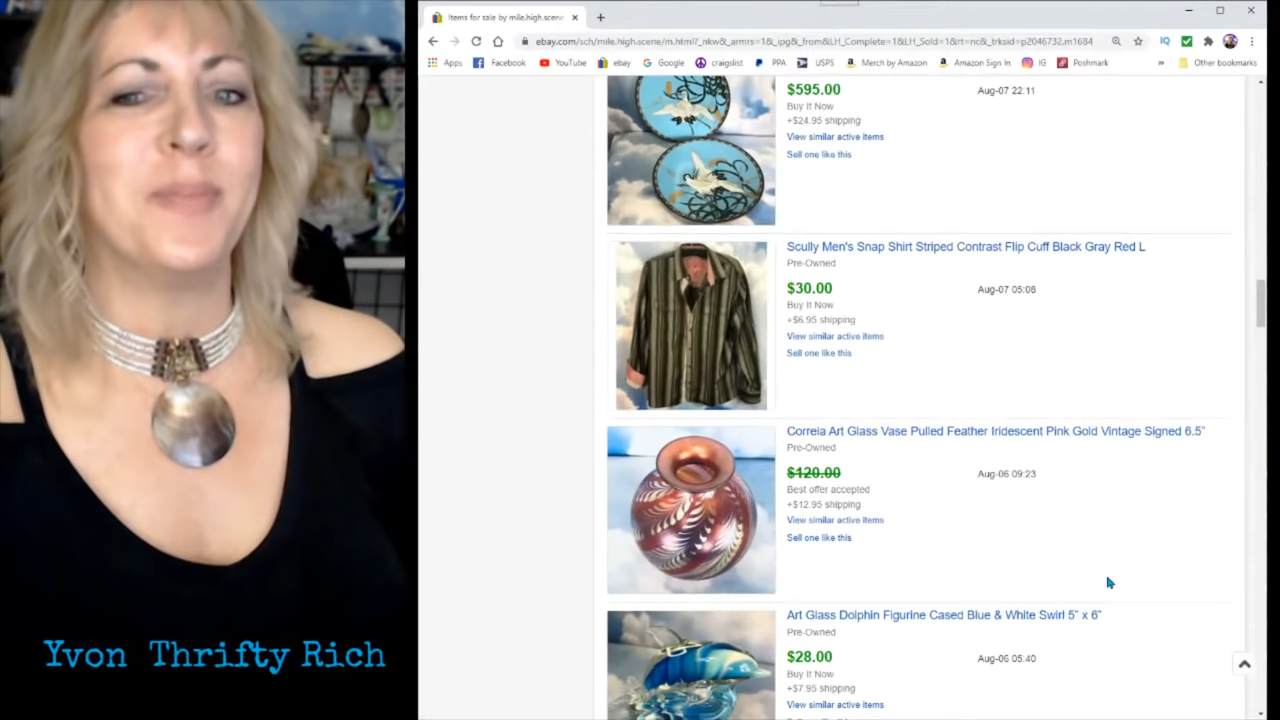 Items for sale by mile.high.scene
ebay.com/sch/mile.high.scene/m.html?_nkw&_armrs=1&_ipg&_from&LH_Complete=1&LH_Sold=1&rt=nc&_trksid=p2046732.m1684
IQ
Apps Facebook YouTube ebay Google craigslist PPA USPS Merch by Amazon Amazon Sign In IG Poshmark » Other bookmarks
$595.00 Aug-07 22:11
Buy It Now
+$24.95 shipping
View similar active items
Sell one like this
Scully Men's Snap Shirt Striped Contrast Flip Cuff Black Gray Red L
Pre-Owned
$30.00 Aug-07 05:08
Buy It Now
+$6.95 shipping
View similar active items
Sell one like this
Correia Art Glass Vase Pulled Feather Iridescent Pink Gold Vintage Signed 6.5"
Pre-Owned
$120.00 Aug-06 09:23
Best offer accepted
+$12.95 shipping
View similar active items
Sell one like this
Art Glass Dolphin Figurine Cased Blue & White Swirl 5" x 6"
Pre-Owned
$28.00 Aug-06 05:40
Buy It Now
+$7.95 shipping
View similar active items
Yvon Thrifty Rich